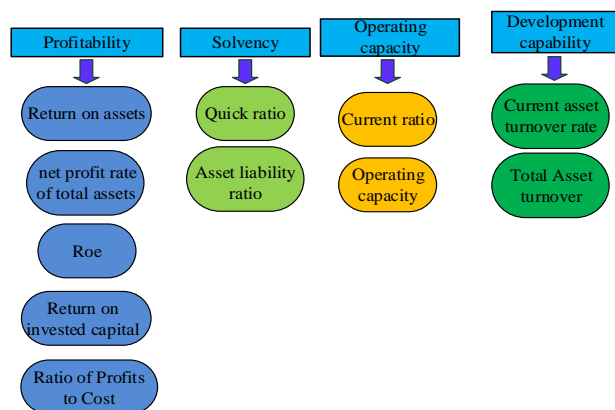 Profitability
Return on assets
net profit rate
of total assets
Roe
Return on
invested capital
Ratio of Profits
to Cost
Solvency
Quick ratio
Asset liability
ratio
Operating
capacity
Current ratio
Operating
capacity
Development
capability
Current asset
turnover rate
Total Asset
turnover